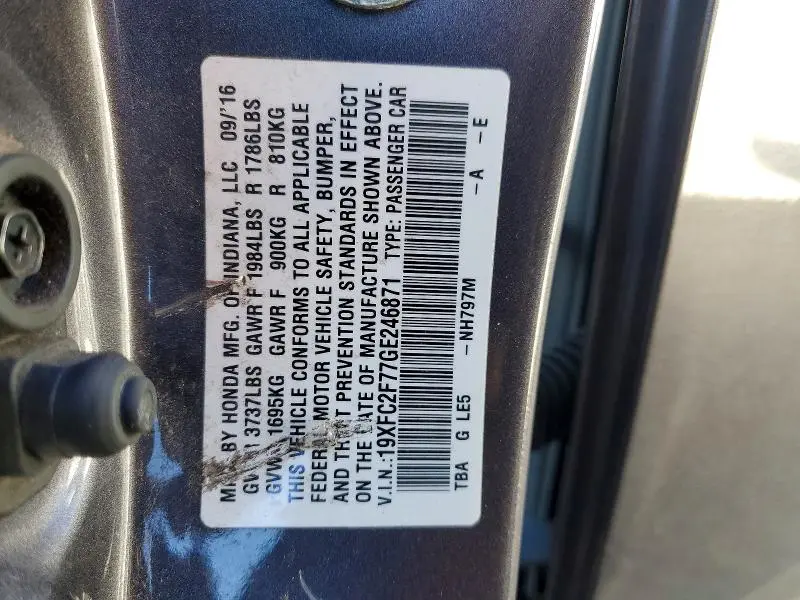 MFD BY HONDA MFG. OF INDIANA, LLC 09/'16
3737LBS GAWR F 1984LBS R 1786LBS
1695KG GAWR F 900KG R 810KG
THIS VEHICLE CONFORMS TO ALL APPLICABLE
FEDERAL MOTOR VEHICLE SAFETY, BUMPER,
AND THEFT PREVENTION STANDARDS IN EFFECT
ON THE DATE OF MANUFACTURE SHOWN ABOVE.
V.I.N.:19XFC2F77GE246871 TYPE: PASSENGER CAR
TBA G LE5 -NH797M -A -E